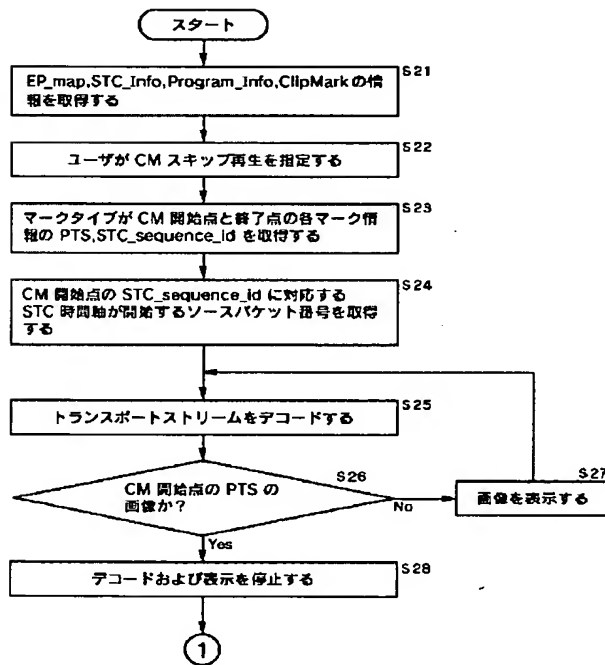 スタート
S21
EP_map,STC_Info,Program_Info,ClipMarkの情
報を取得する
S22
ユーザが CM スキップ再生を指定する
S23
マークタイプが CM 開始点と終了点の各マーク情
報の PTS,STC_sequence_id を取得する
S24
CM 開始点の STC_sequence_id に対応する
STC 時間軸が開始するソースパケット番号を取得
する
S25
トランスポートストリームをデコードする
S26
CM 開始点の PTS の
画像か？
No
S27
画像を表示する
Yes
S28
デコードおよび表示を停止する
1